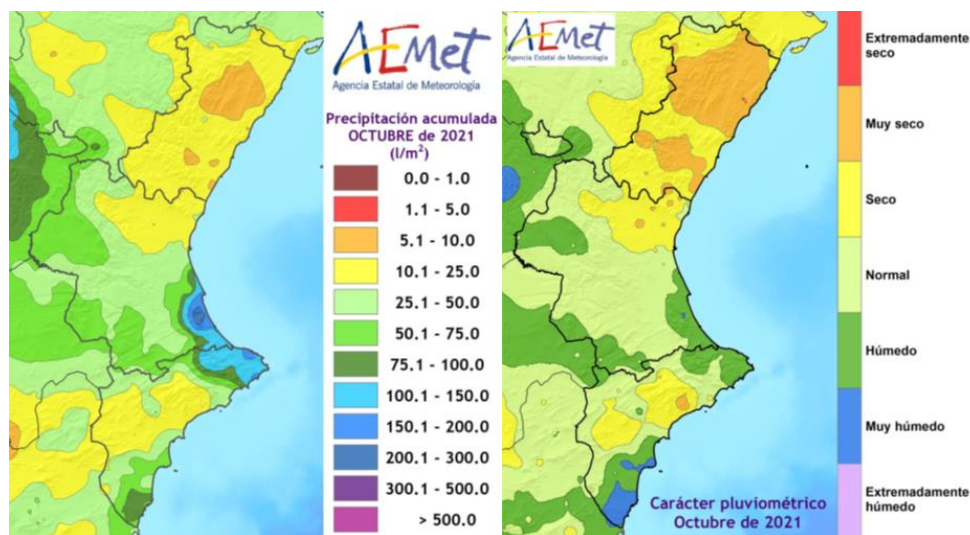 AEMet
Agencia Estatal de Meteorología
Precipitación acumulada
OCTUBRE de 2021
(l/m²)
0.0 - 1.0
1.1 - 5.0
5.1 - 10.0
10.1 - 25.0
25.1 - 50.0
50.1 - 75.0
75.1 - 100.0
100.1 - 150.0
150.1 - 200.0
200.1 - 300.0
300.1 - 500.0
> 500.0
AEMet
Agencia Estatal de Meteorología
Carácter pluviométrico
Octubre de 2021
Extremadamente
seco
Muy seco
Seco
Normal
Húmedo
Muy húmedo
Extremadamente
húmedo